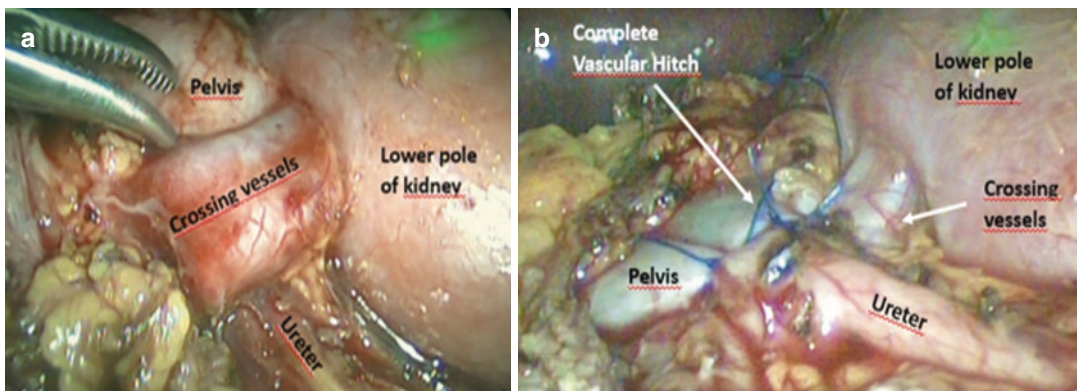 a
Pelvis
Crossing vessels
Lower pole
of kidney
Ureter
b
Complete
Vascular Hitch
Lower pole
of kidney
Crossing
vessels
Pelvis
Ureter